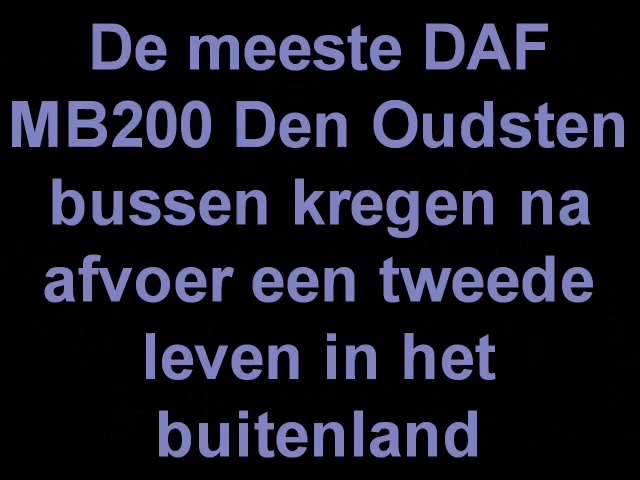 De meeste DAF
MB200 Den Oudsten
bussen kregen na
afvoer een tweede
leven in het
buitenland